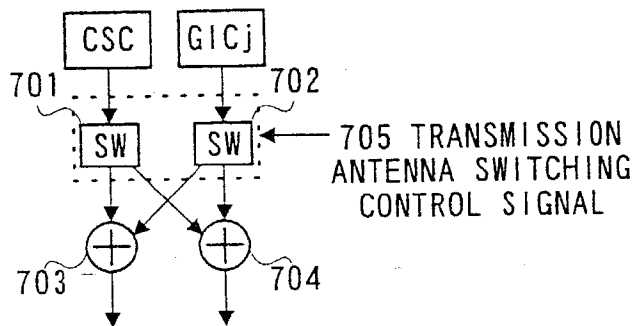 CSC GICj
701 702
SW SW
705 TRANSMISSION
ANTENNA SWITCHING
CONTROL SIGNAL
703 704